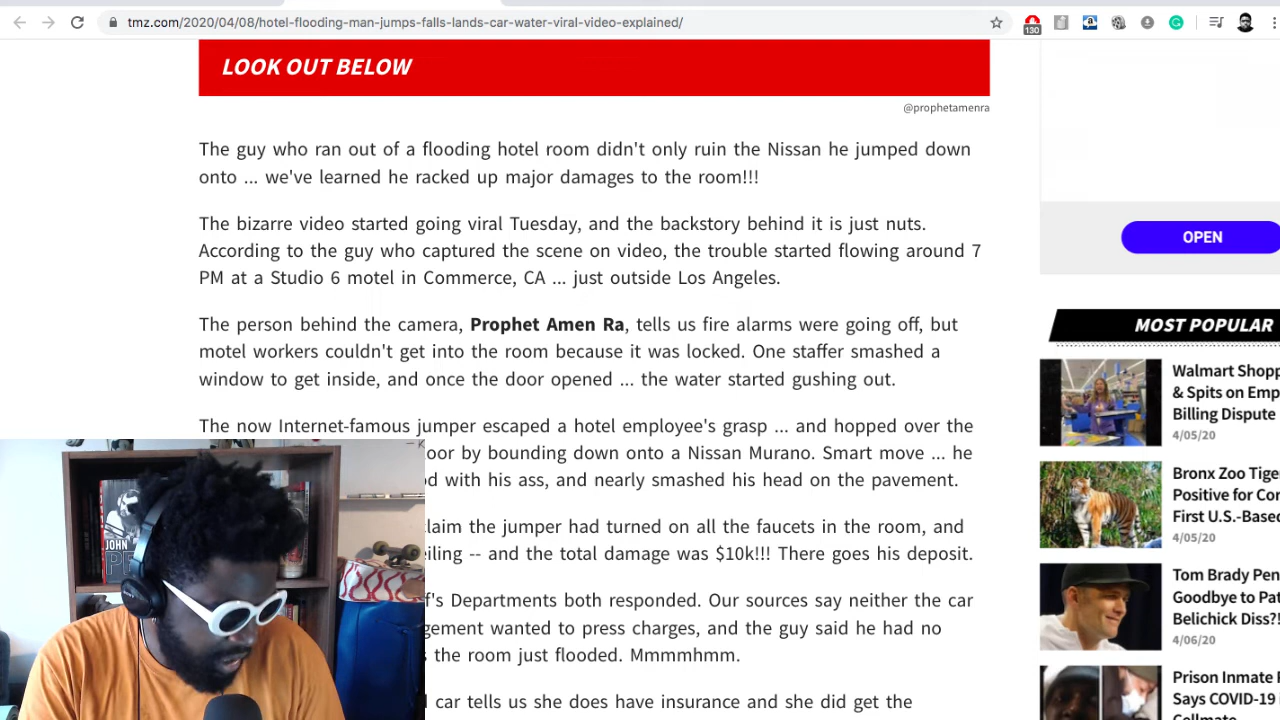 tmz.com/2020/04/08/hotel-flooding-man-jumps-falls-lands-car-water-viral-video-explained/
130
LOOK OUT BELOW
@prophetamenra
The guy who ran out of a flooding hotel room didn't only ruin the Nissan he jumped down
onto ... we've learned he racked up major damages to the room!!!
The bizarre video started going viral Tuesday, and the backstory behind it is just nuts.
According to the guy who captured the scene on video, the trouble started flowing around 7
PM at a Studio 6 motel in Commerce, CA ... just outside Los Angeles.
The person behind the camera, Prophet Amen Ra, tells us fire alarms were going off, but
motel workers couldn't get into the room because it was locked. One staffer smashed a
window to get inside, and once the door opened ... the water started gushing out.
The now Internet-famous jumper escaped a hotel employee's grasp ... and hopped over the
oor by bounding down onto a Nissan Murano. Smart move ... he
d with his ass, and nearly smashed his head on the pavement.
claim the jumper had turned on all the faucets in the room, and
eiling -- and the total damage was $10k!!! There goes his deposit.
f's Departments both responded. Our sources say neither the car
gement wanted to press charges, and the guy said he had no
the room just flooded. Mmmmhmm.
car tells us she does have insurance and she did get the
JOHN
OPEN
MOST POPULAR
Walmart Shopp
& Spits on Emp
Billing Dispute
4/05/20
Bronx Zoo Tige
Positive for Cor
First U.S.-Based
4/05/20
Tom Brady Pen
Goodbye to Pat
Belichick Diss?!
4/06/20
Prison Inmate P
Says COVID-19
Cellmate